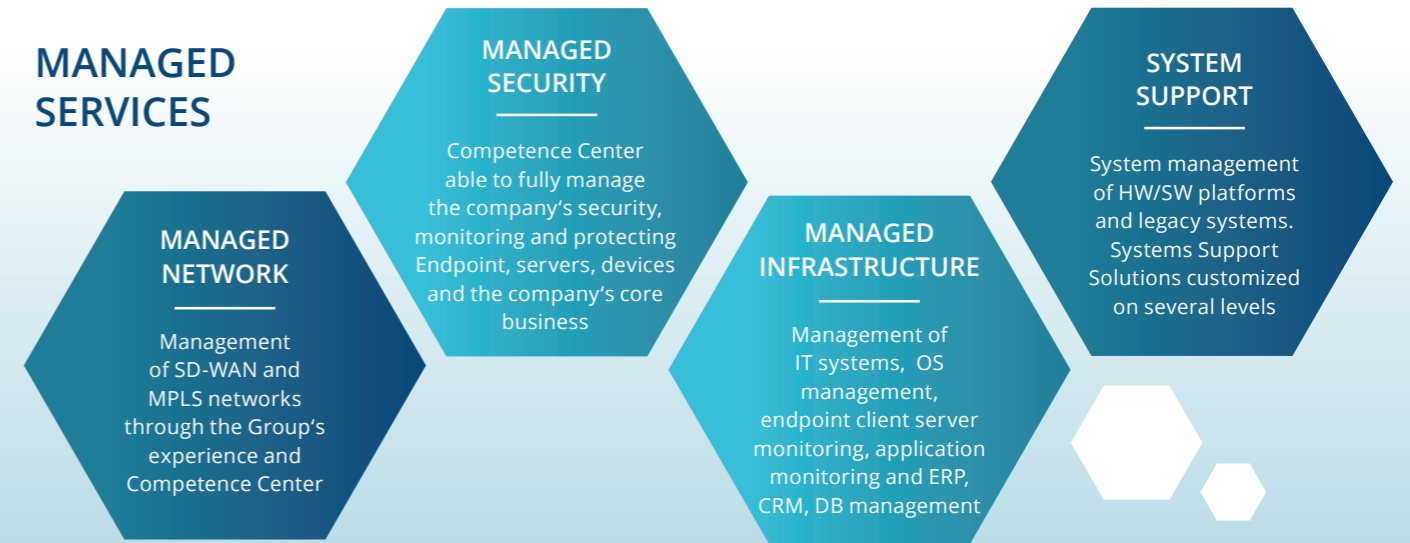 MANAGED
SERVICES
MANAGED
NETWORK
Management
of SD-WAN and
MPLS networks
through the Group‘s
experience and
Competence Center
MANAGED
SECURITY
Competence Center
able to fully manage
the company‘s security,
monitoring and protecting
Endpoint, servers, devices
and the company‘s core
business
MANAGED
INFRASTRUCTURE
Management of
IT systems, OS
management,
endpoint client server
monitoring, application
monitoring and ERP,
CRM, DB management
SYSTEM
SUPPORT
System management
of HW/SW platforms
and legacy systems.
Systems Support
Solutions customized
on several levels